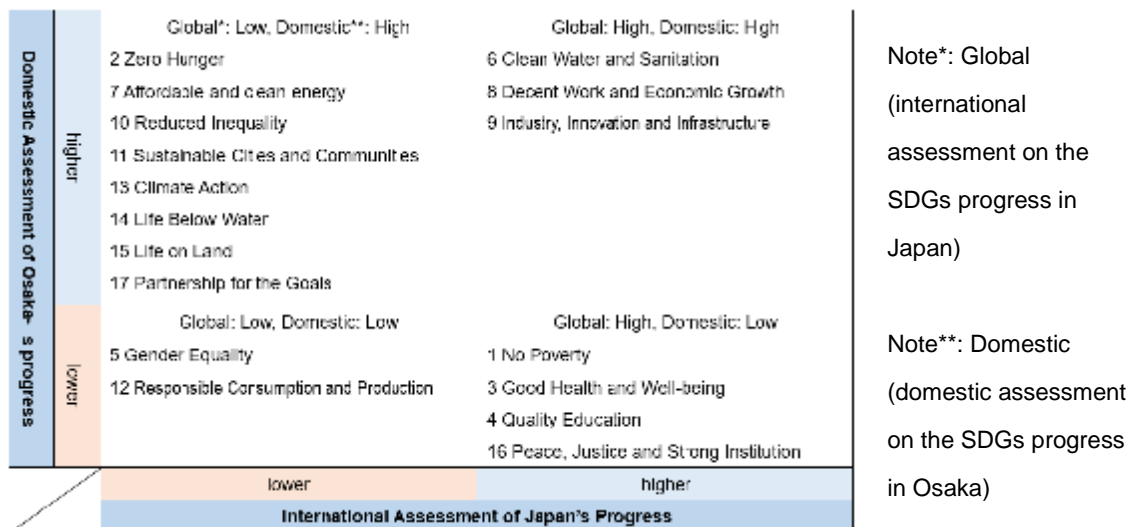 Global*: Low, Domestic**: High
2 Zero Hunger
7 Affordable and clean energy
10 Reduced Inequality
11 Sustainable Cities and Communities
13 Climate Action
14 Life Below Water
15 Life on Land
17 Partnership for the Goals
Global: High, Domestic: High
6 Clean Water and Sanitation
8 Decent Work and Economic Growth
9 Industry, Innovation and Infrastructure
Global: Low, Domestic: Low
5 Gender Equality
12 Responsible Consumption and Production
Global: High, Domestic: Low
1 No Poverty
3 Good Health and Well-being
4 Quality Education
16 Peace, Justice and Strong Institution
Domestic Assessment of Osaka- s progress
higher
lower
lower
higher
International Assessment of Japan's Progress
Note*: Global
(international
assessment on the
SDGs progress in
Japan)
Note**: Domestic
(domestic assessment
on the SDGs progress
in Osaka)